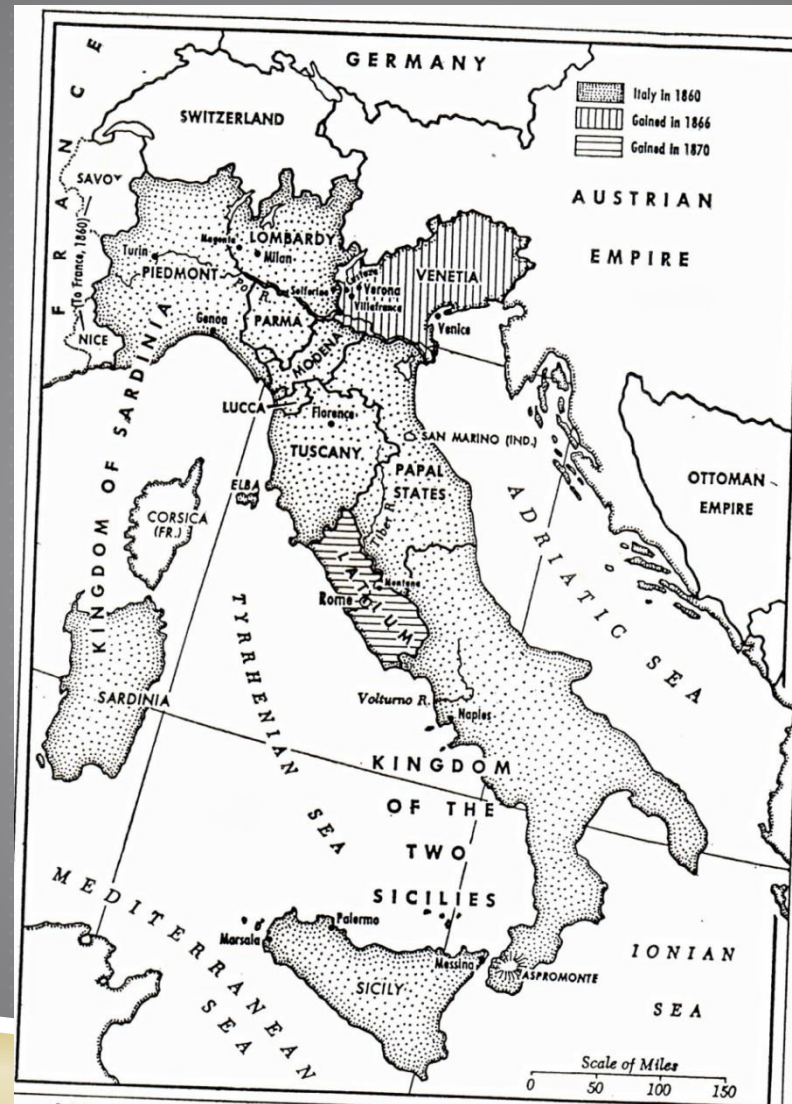 GERMANY
FRANCE
SWITZERLAND
Italy in 1860
Gained in 1866
Gained in 1870
AUSTRIAN
EMPIRE
SAVOY
(To France, 1860)
NICE
Turin
PIEDMONT
Magenta
LOMBARDY
Milan
Po R.
Solferino
Custoza
Verona
Villafranca
VENETIA
Venice
Genoa
PARMA
MODENA
LUCCA
Florence
TUSCANY
SAN MARINO (IND.)
PAPAL
STATES
Tiber R.
ELBA
CORSICA
(FR.)
KINGDOM OF SARDINIA
SARDINIA
OTTOMAN
EMPIRE
ADRIATIC SEA
LATIUM
Mentana
Rome
TYRRHENIAN SEA
Volturno R.
Naples
KINGDOM
OF THE
TWO
SICILIES
MEDITERRANEAN
SEA
Marsala
Palermo
Messina
SICILY
ASPROMONTE
IONIAN
SEA
Scale of Miles
0 50 100 150